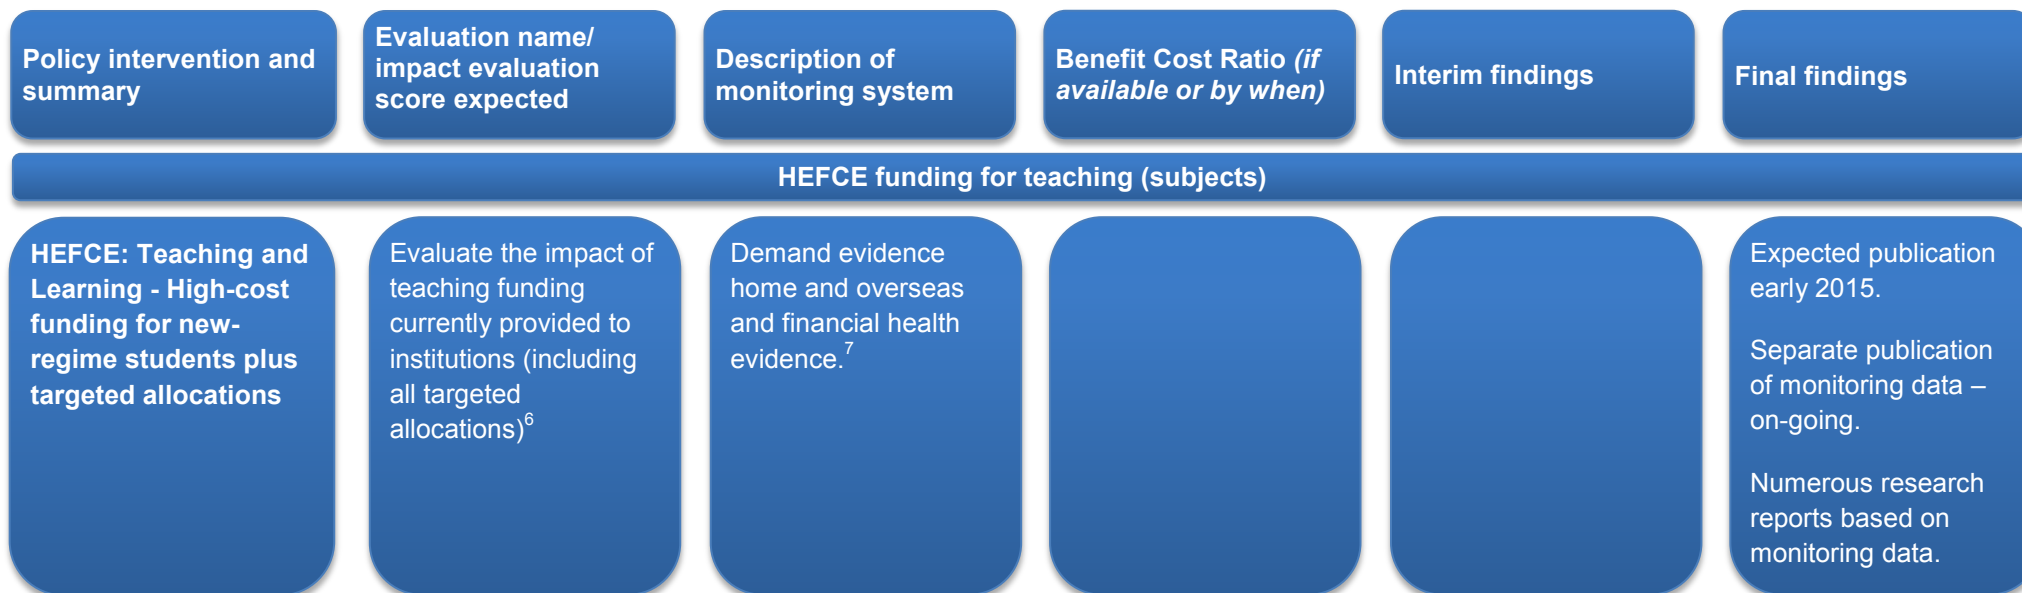 Policy intervention and
summary
Evaluation name/
impact evaluation
score expected
Description of
monitoring system
Benefit Cost Ratio (if
available or by when)
Interim findings
Final findings
HEFCE funding for teaching (subjects)
HEFCE: Teaching and
Learning - High-cost
funding for new-
regime students plus
targeted allocations
Evaluate the impact of
teaching funding
currently provided to
institutions (including
all targeted
allocations)6
Demand evidence
home and overseas
and financial health
evidence.7
Expected publication
early 2015.
Separate publication
of monitoring data –
on-going.
Numerous research
reports based on
monitoring data.